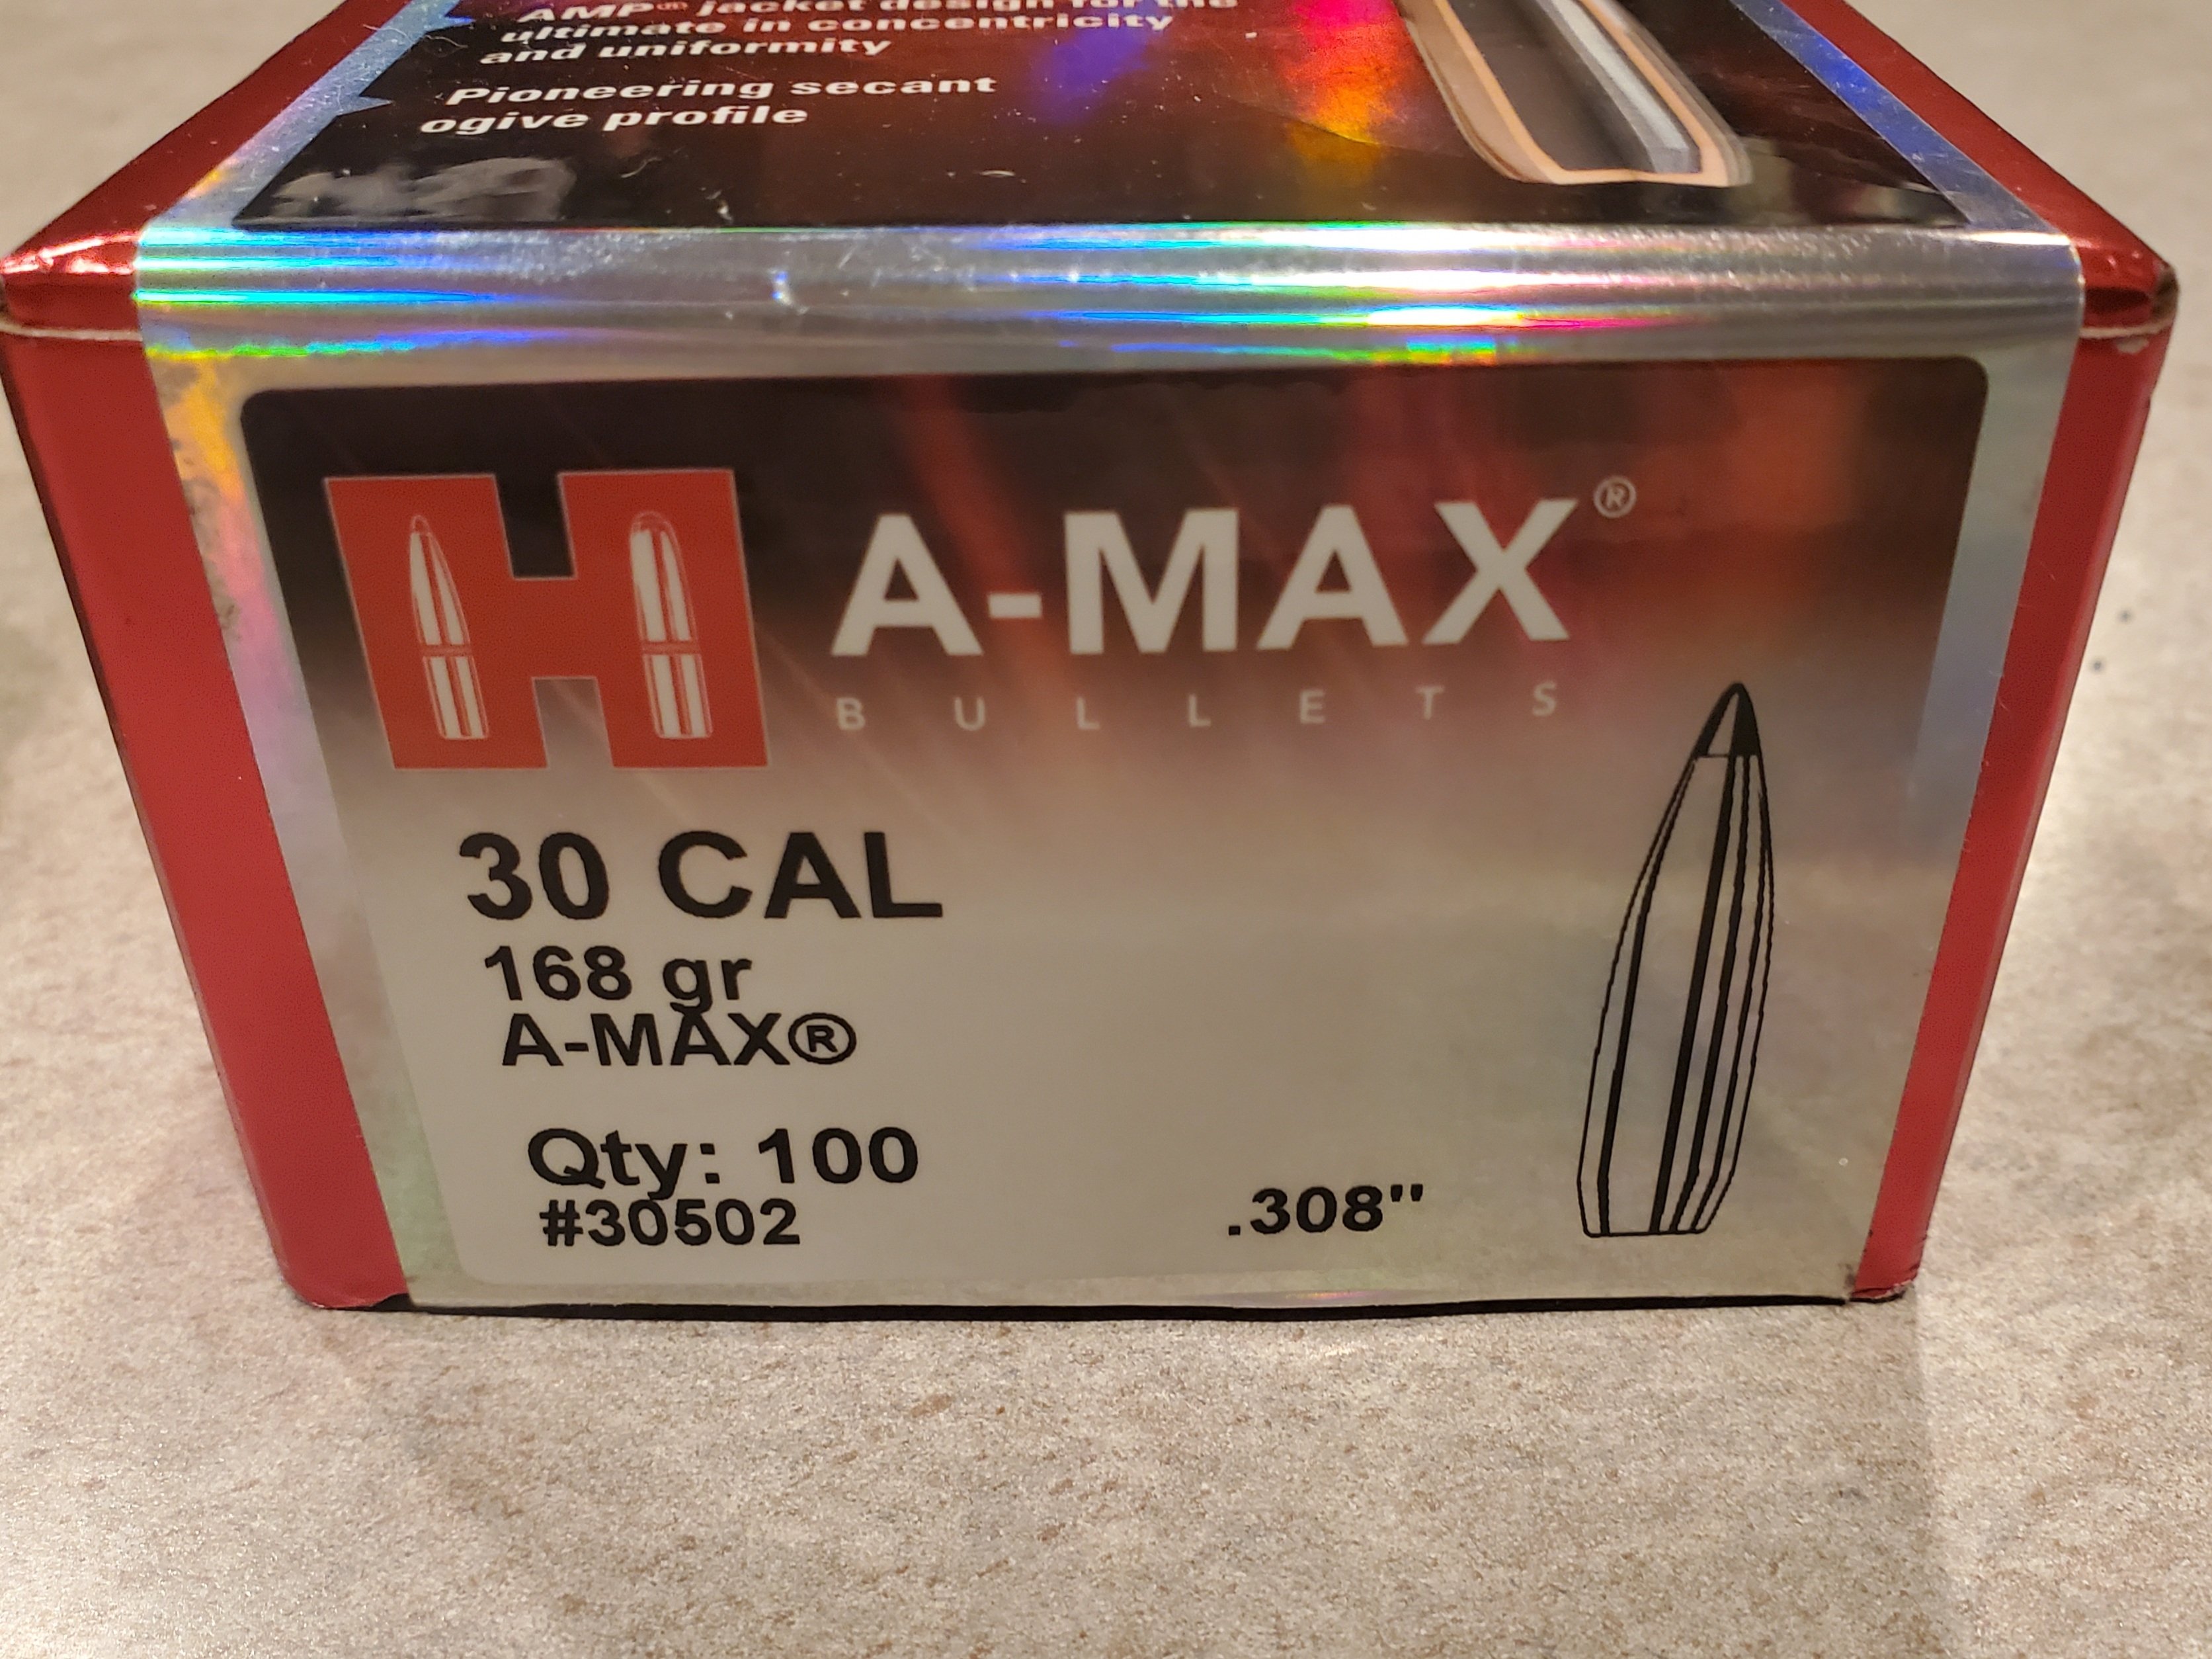 AMP™ jacket design for the
ultimate in concentricity
and uniformity
Pioneering secant
ogive profile
H A-MAX®
BULLETS
30 CAL
168 gr
A-MAX®
Qty: 100
#30502
.308"